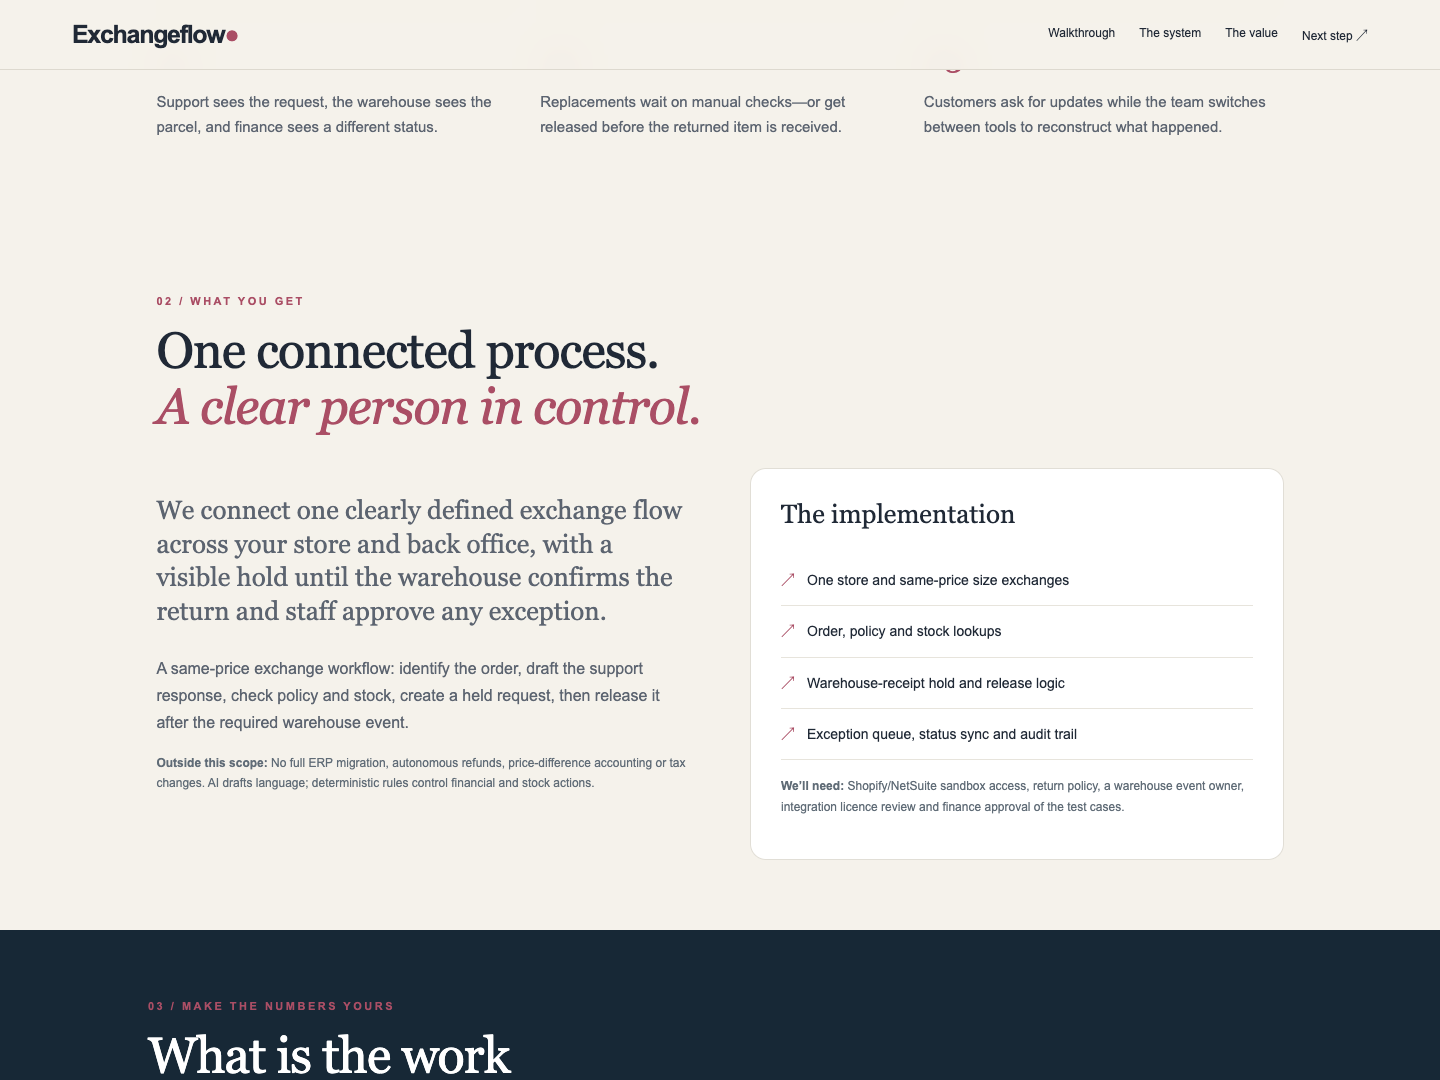 Exchangeflow
Walkthrough
The system
The value
Next step ↗
Support sees the request, the warehouse sees the
parcel, and finance sees a different status.
Replacements wait on manual checks—or get
released before the returned item is received.
Customers ask for updates while the team switches
between tools to reconstruct what happened.
02 / WHAT YOU GET
One connected process.
A clear person in control.
We connect one clearly defined exchange flow
across your store and back office, with a
visible hold until the warehouse confirms the
return and staff approve any exception.
A same-price exchange workflow: identify the order, draft the support
response, check policy and stock, create a held request, then release it
after the required warehouse event.
Outside this scope: No full ERP migration, autonomous refunds, price-difference accounting or tax
changes. AI drafts language; deterministic rules control financial and stock actions.
The implementation
↗ One store and same-price size exchanges
↗ Order, policy and stock lookups
↗ Warehouse-receipt hold and release logic
↗ Exception queue, status sync and audit trail
We’ll need: Shopify/NetSuite sandbox access, return policy, a warehouse event owner,
integration licence review and finance approval of the test cases.
03 / MAKE THE NUMBERS YOURS
What is the work